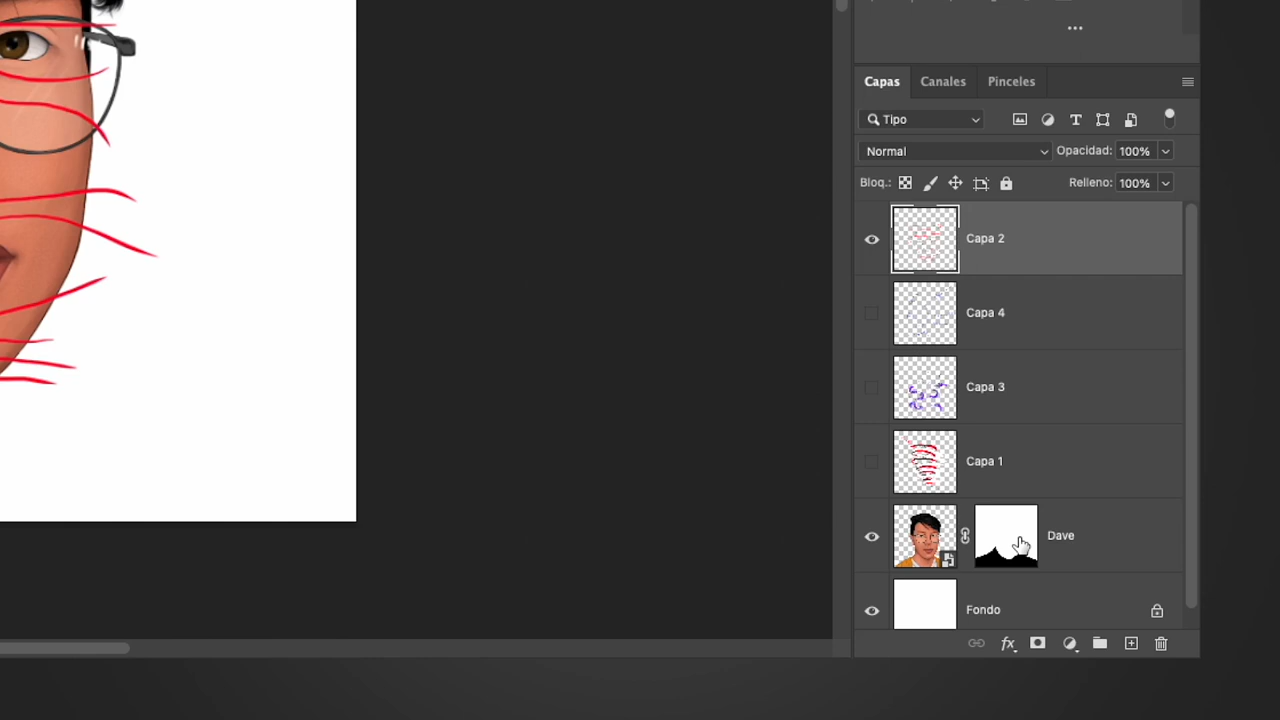 Capas Canales Pinceles
Tipo
Normal Opacidad: 100%
Bloq.: Relleno: 100%
Capa 2
Capa 4
Capa 3
Capa 1
Dave
Fondo
fx